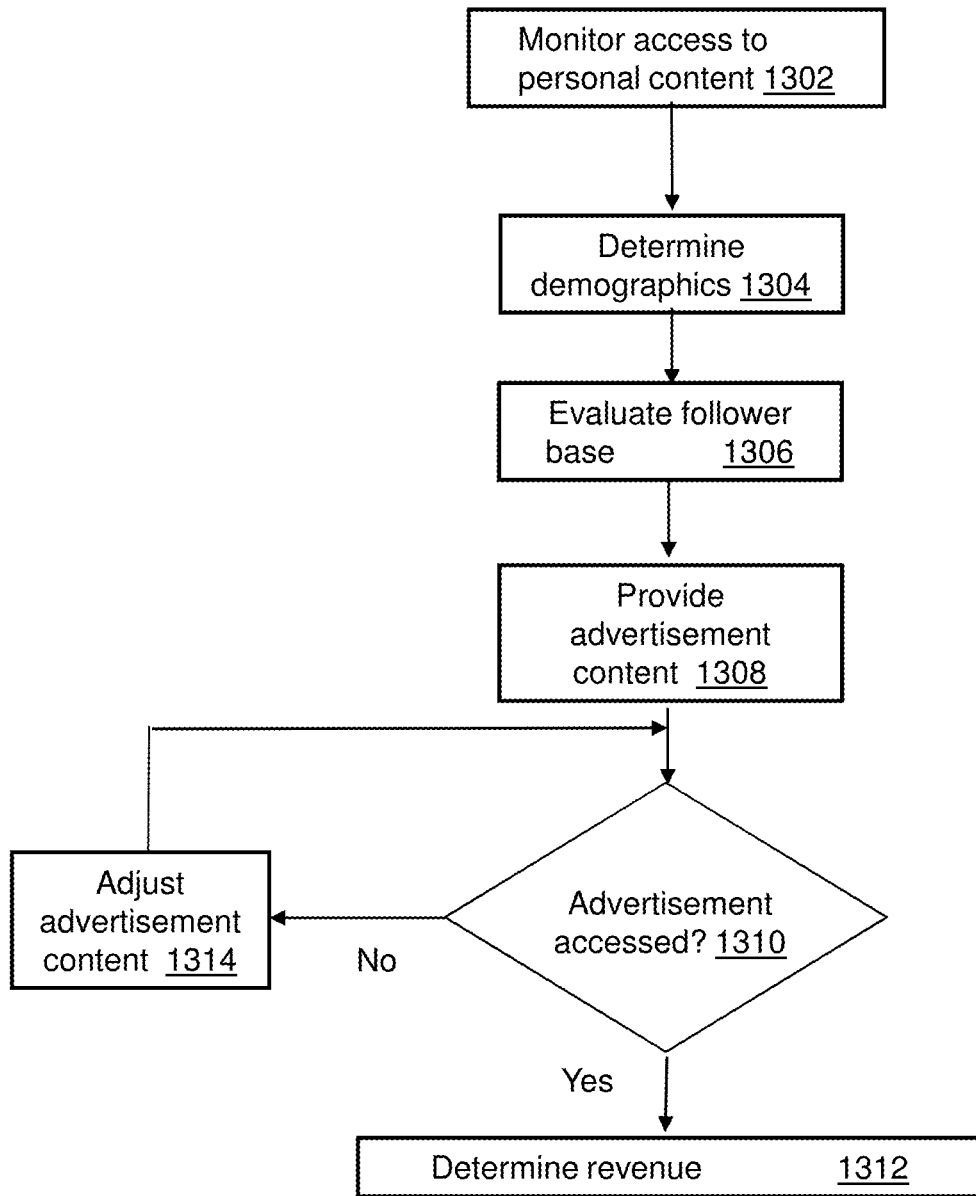 Monitor access to
personal content 1302
Determine
demographics 1304
Evaluate follower
base 1306
Provide
advertisement
content 1308
Advertisement
accessed? 1310
Adjust
advertisement
content 1314
No
Yes
Determine revenue 1312